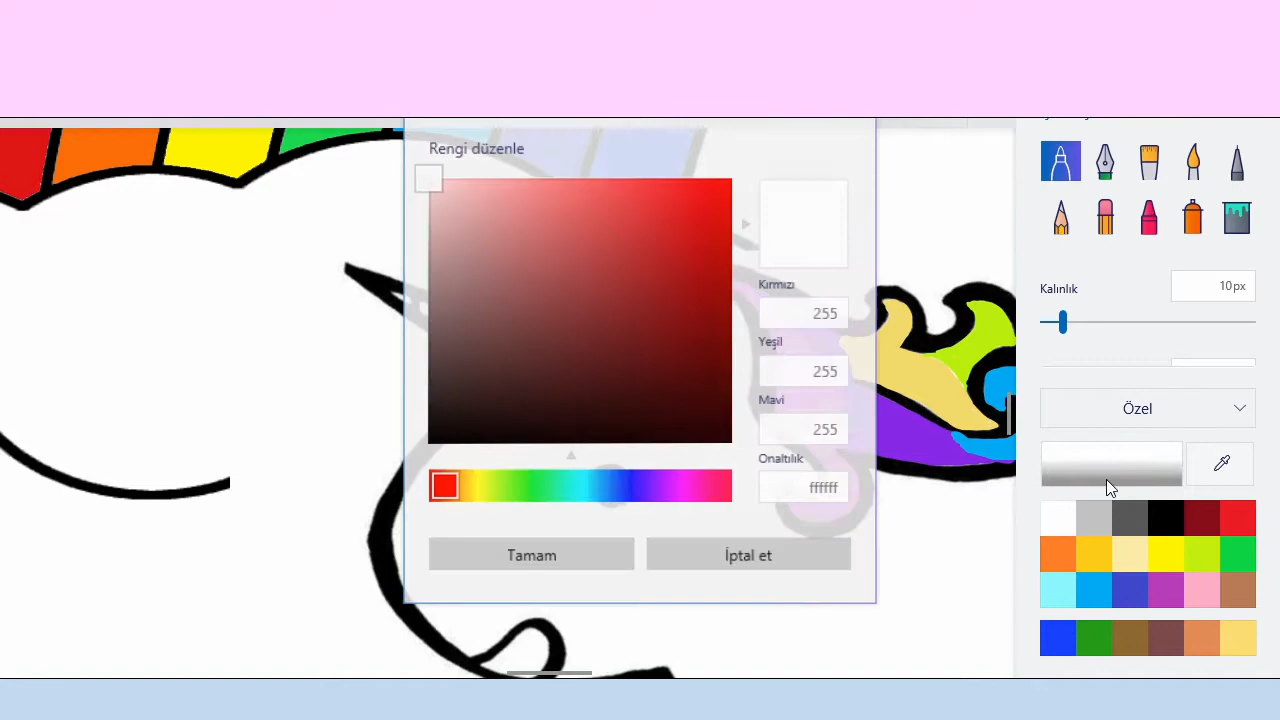 Rengi düzenle
Kırmızı
255
Yeşil
255
Mavi
255
Onaltılık
ffffff
Tamam
İptal et
Kalınlık
10px
Özel